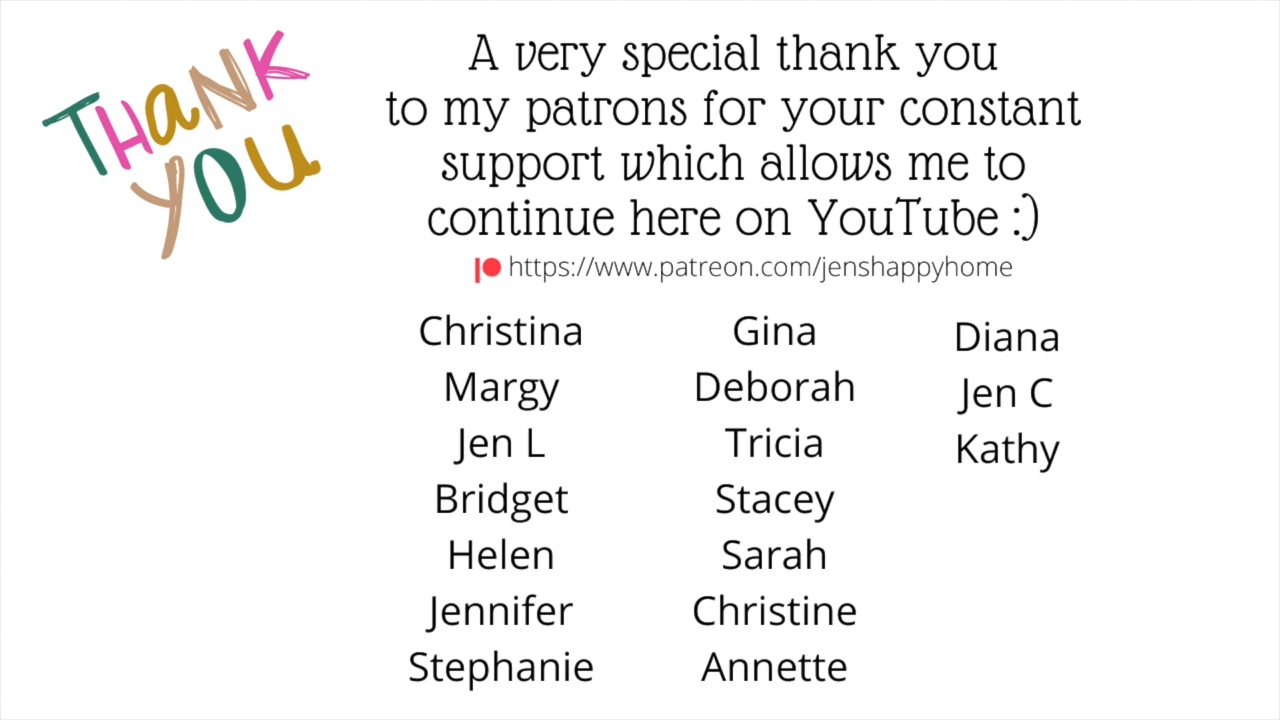 THaNK
YOU
A very special thank you
to my patrons for your constant
support which allows me to
continue here on YouTube :)
https://www.patreon.com/jenshappyhome
Christina
Margy
Jen L
Bridget
Helen
Jennifer
Stephanie
Gina
Deborah
Tricia
Stacey
Sarah
Christine
Annette
Diana
Jen C
Kathy